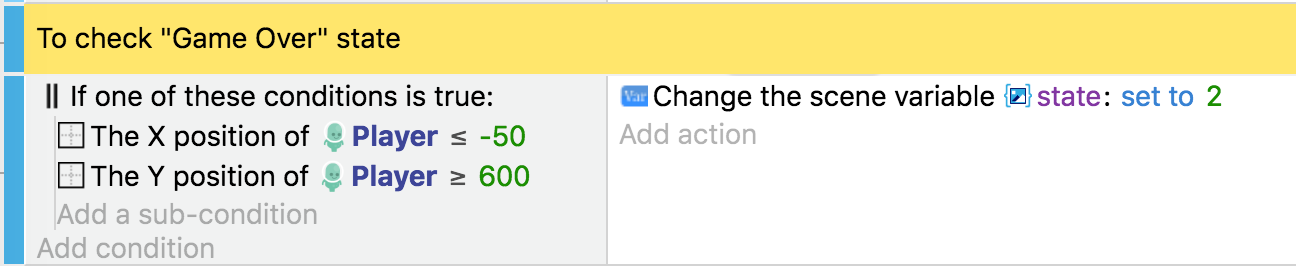 To check "Game Over" state
If one of these conditions is true:
The X position of Player ≤ -50
The Y position of Player ≥ 600
Add a sub-condition
Add condition
Var Change the scene variable state: set to 2
Add action